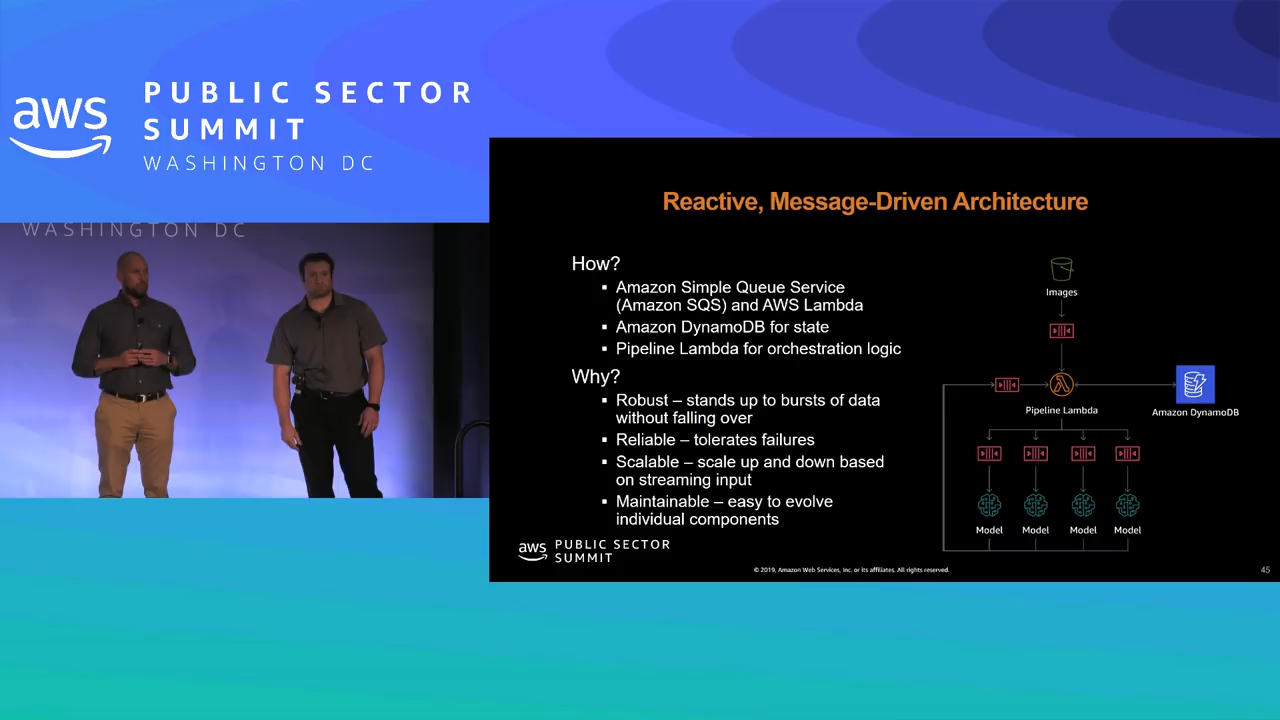 aws
PUBLIC SECTOR
SUMMIT
WASHINGTON DC
WASHINGTON DC
Reactive, Message-Driven Architecture
How?
▪ Amazon Simple Queue Service
(Amazon SQS) and AWS Lambda
▪ Amazon DynamoDB for state
▪ Pipeline Lambda for orchestration logic
Why?
▪ Robust – stands up to bursts of data
without falling over
▪ Reliable – tolerates failures
▪ Scalable – scale up and down based
on streaming input
▪ Maintainable – easy to evolve
individual components
Images
Pipeline Lambda
Amazon DynamoDB
Model Model Model Model
aws
PUBLIC SECTOR
SUMMIT
© 2019, Amazon Web Services, Inc. or its affiliates. All rights reserved.
45